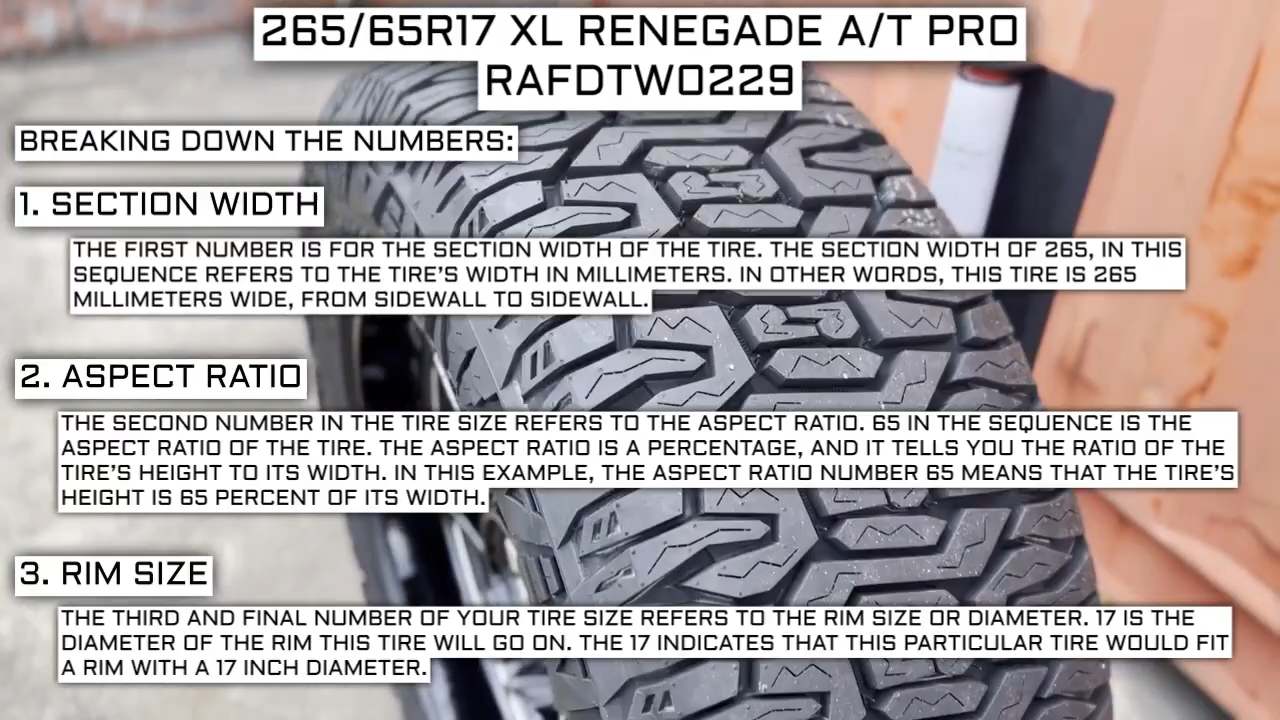 265/65R17 XL RENEGADE A/T PRO
RAFDTW0229
BREAKING DOWN THE NUMBERS:
1. SECTION WIDTH
THE FIRST NUMBER IS FOR THE SECTION WIDTH OF THE TIRE. THE SECTION WIDTH OF 265, IN THIS
SEQUENCE REFERS TO THE TIRE'S WIDTH IN MILLIMETERS. IN OTHER WORDS, THIS TIRE IS 265
MILLIMETERS WIDE, FROM SIDEWALL TO SIDEWALL.
2. ASPECT RATIO
THE SECOND NUMBER IN THE TIRE SIZE REFERS TO THE ASPECT RATIO. 65 IN THE SEQUENCE IS THE
ASPECT RATIO OF THE TIRE. THE ASPECT RATIO IS A PERCENTAGE, AND IT TELLS YOU THE RATIO OF THE
TIRE'S HEIGHT TO ITS WIDTH. IN THIS EXAMPLE, THE ASPECT RATIO NUMBER 65 MEANS THAT THE TIRE'S
HEIGHT IS 65 PERCENT OF ITS WIDTH.
3. RIM SIZE
THE THIRD AND FINAL NUMBER OF YOUR TIRE SIZE REFERS TO THE RIM SIZE OR DIAMETER. 17 IS THE
DIAMETER OF THE RIM THIS TIRE WILL GO ON. THE 17 INDICATES THAT THIS PARTICULAR TIRE WOULD FIT
A RIM WITH A 17 INCH DIAMETER.